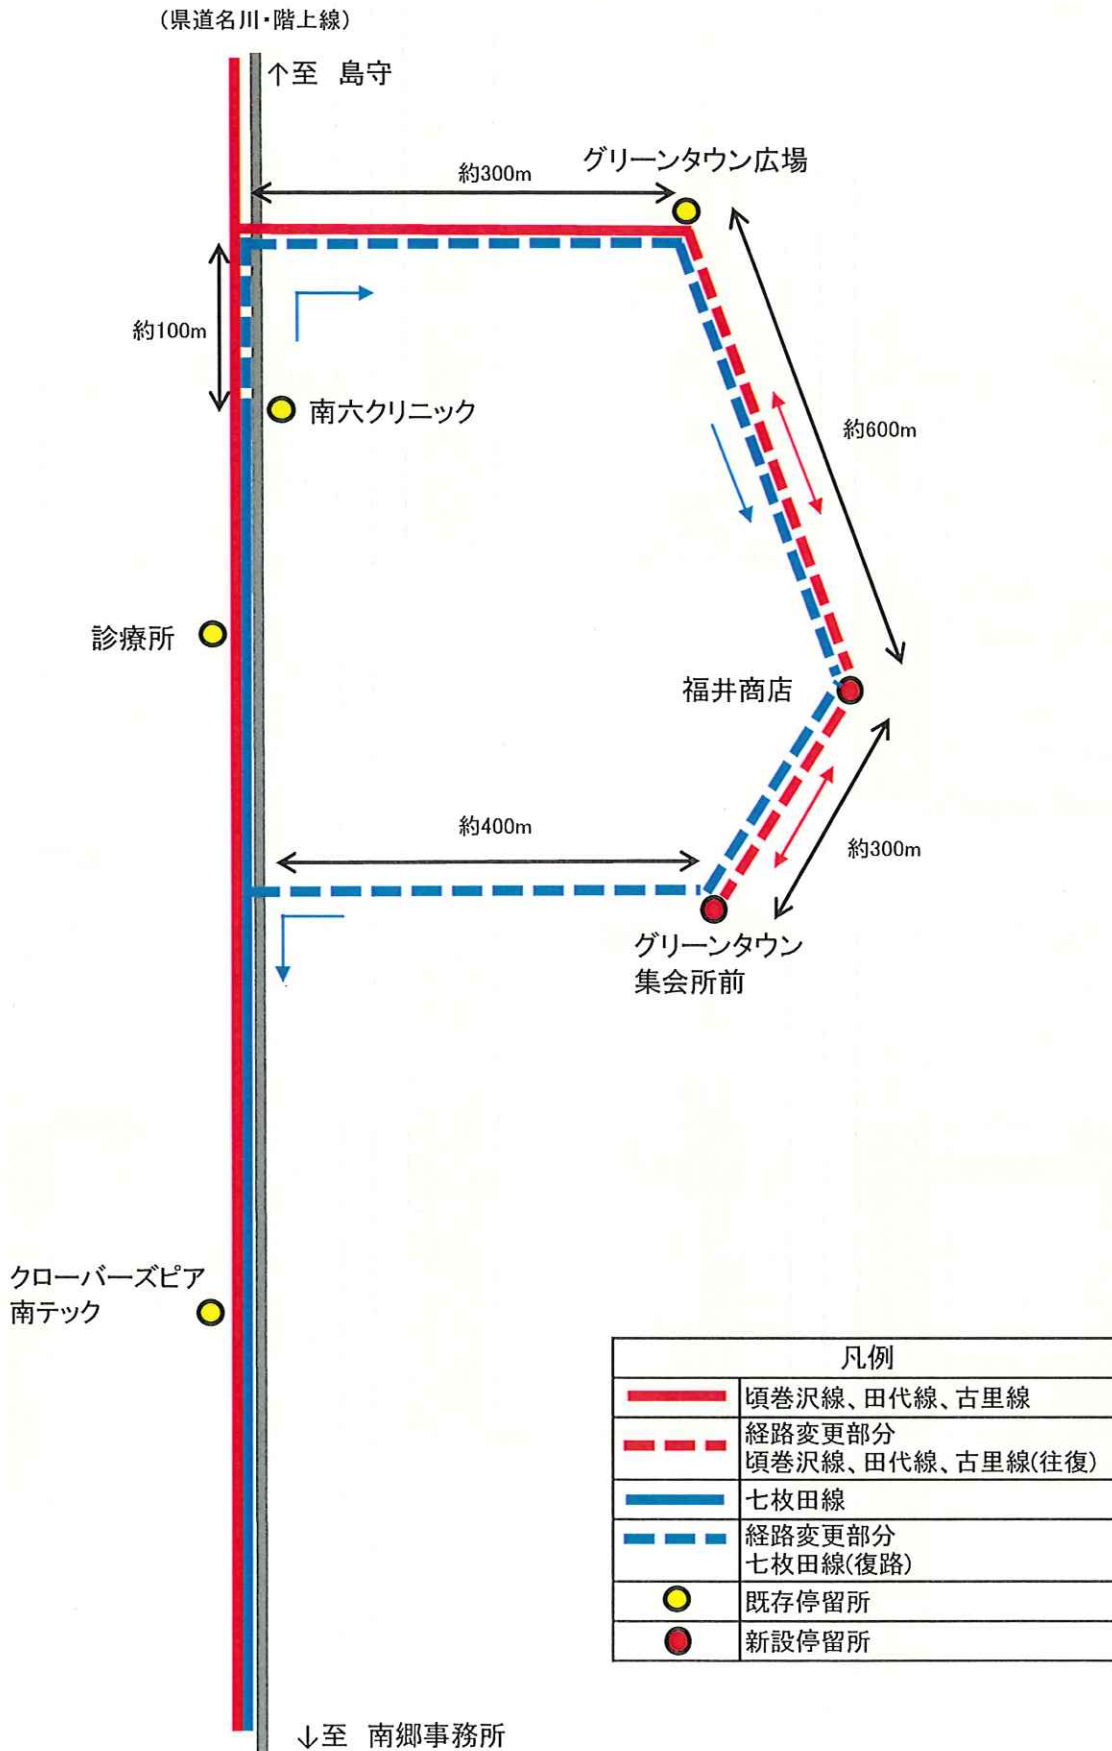 (県道名川・階上線)
↑至 島守
グリーンタウン広場
約300m
約100m
南六クリニック
約600m
診療所
福井商店
約400m
約300m
グリーンタウン
集会所前
クローバーズピア
南テック
凡例
頃巻沢線、田代線、古里線
経路変更部分
頃巻沢線、田代線、古里線(往復)
七枚田線
経路変更部分
七枚田線(復路)
既存停留所
新設停留所
↓至 南郷事務所